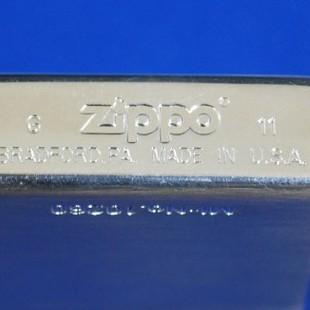 G zippo® 11
BRADFORD,PA. MADE IN U.S.A.